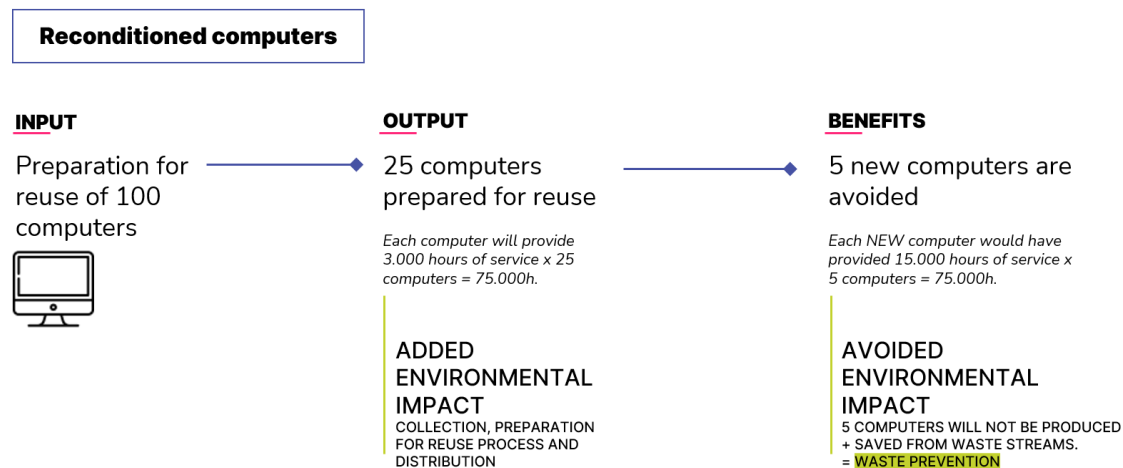 Reconditioned computers
INPUT
Preparation for
reuse of 100
computers
OUTPUT
25 computers
prepared for reuse
Each computer will provide
3.000 hours of service x 25
computers = 75.000h.
ADDED
ENVIRONMENTAL
IMPACT
COLLECTION, PREPARATION
FOR REUSE PROCESS AND
DISTRIBUTION
BENEFITS
5 new computers are
avoided
Each NEW computer would have
provided 15.000 hours of service x
5 computers = 75.000h.
AVOIDED
ENVIRONMENTAL
IMPACT
5 COMPUTERS WILL NOT BE PRODUCED
+ SAVED FROM WASTE STREAMS.
= WASTE PREVENTION